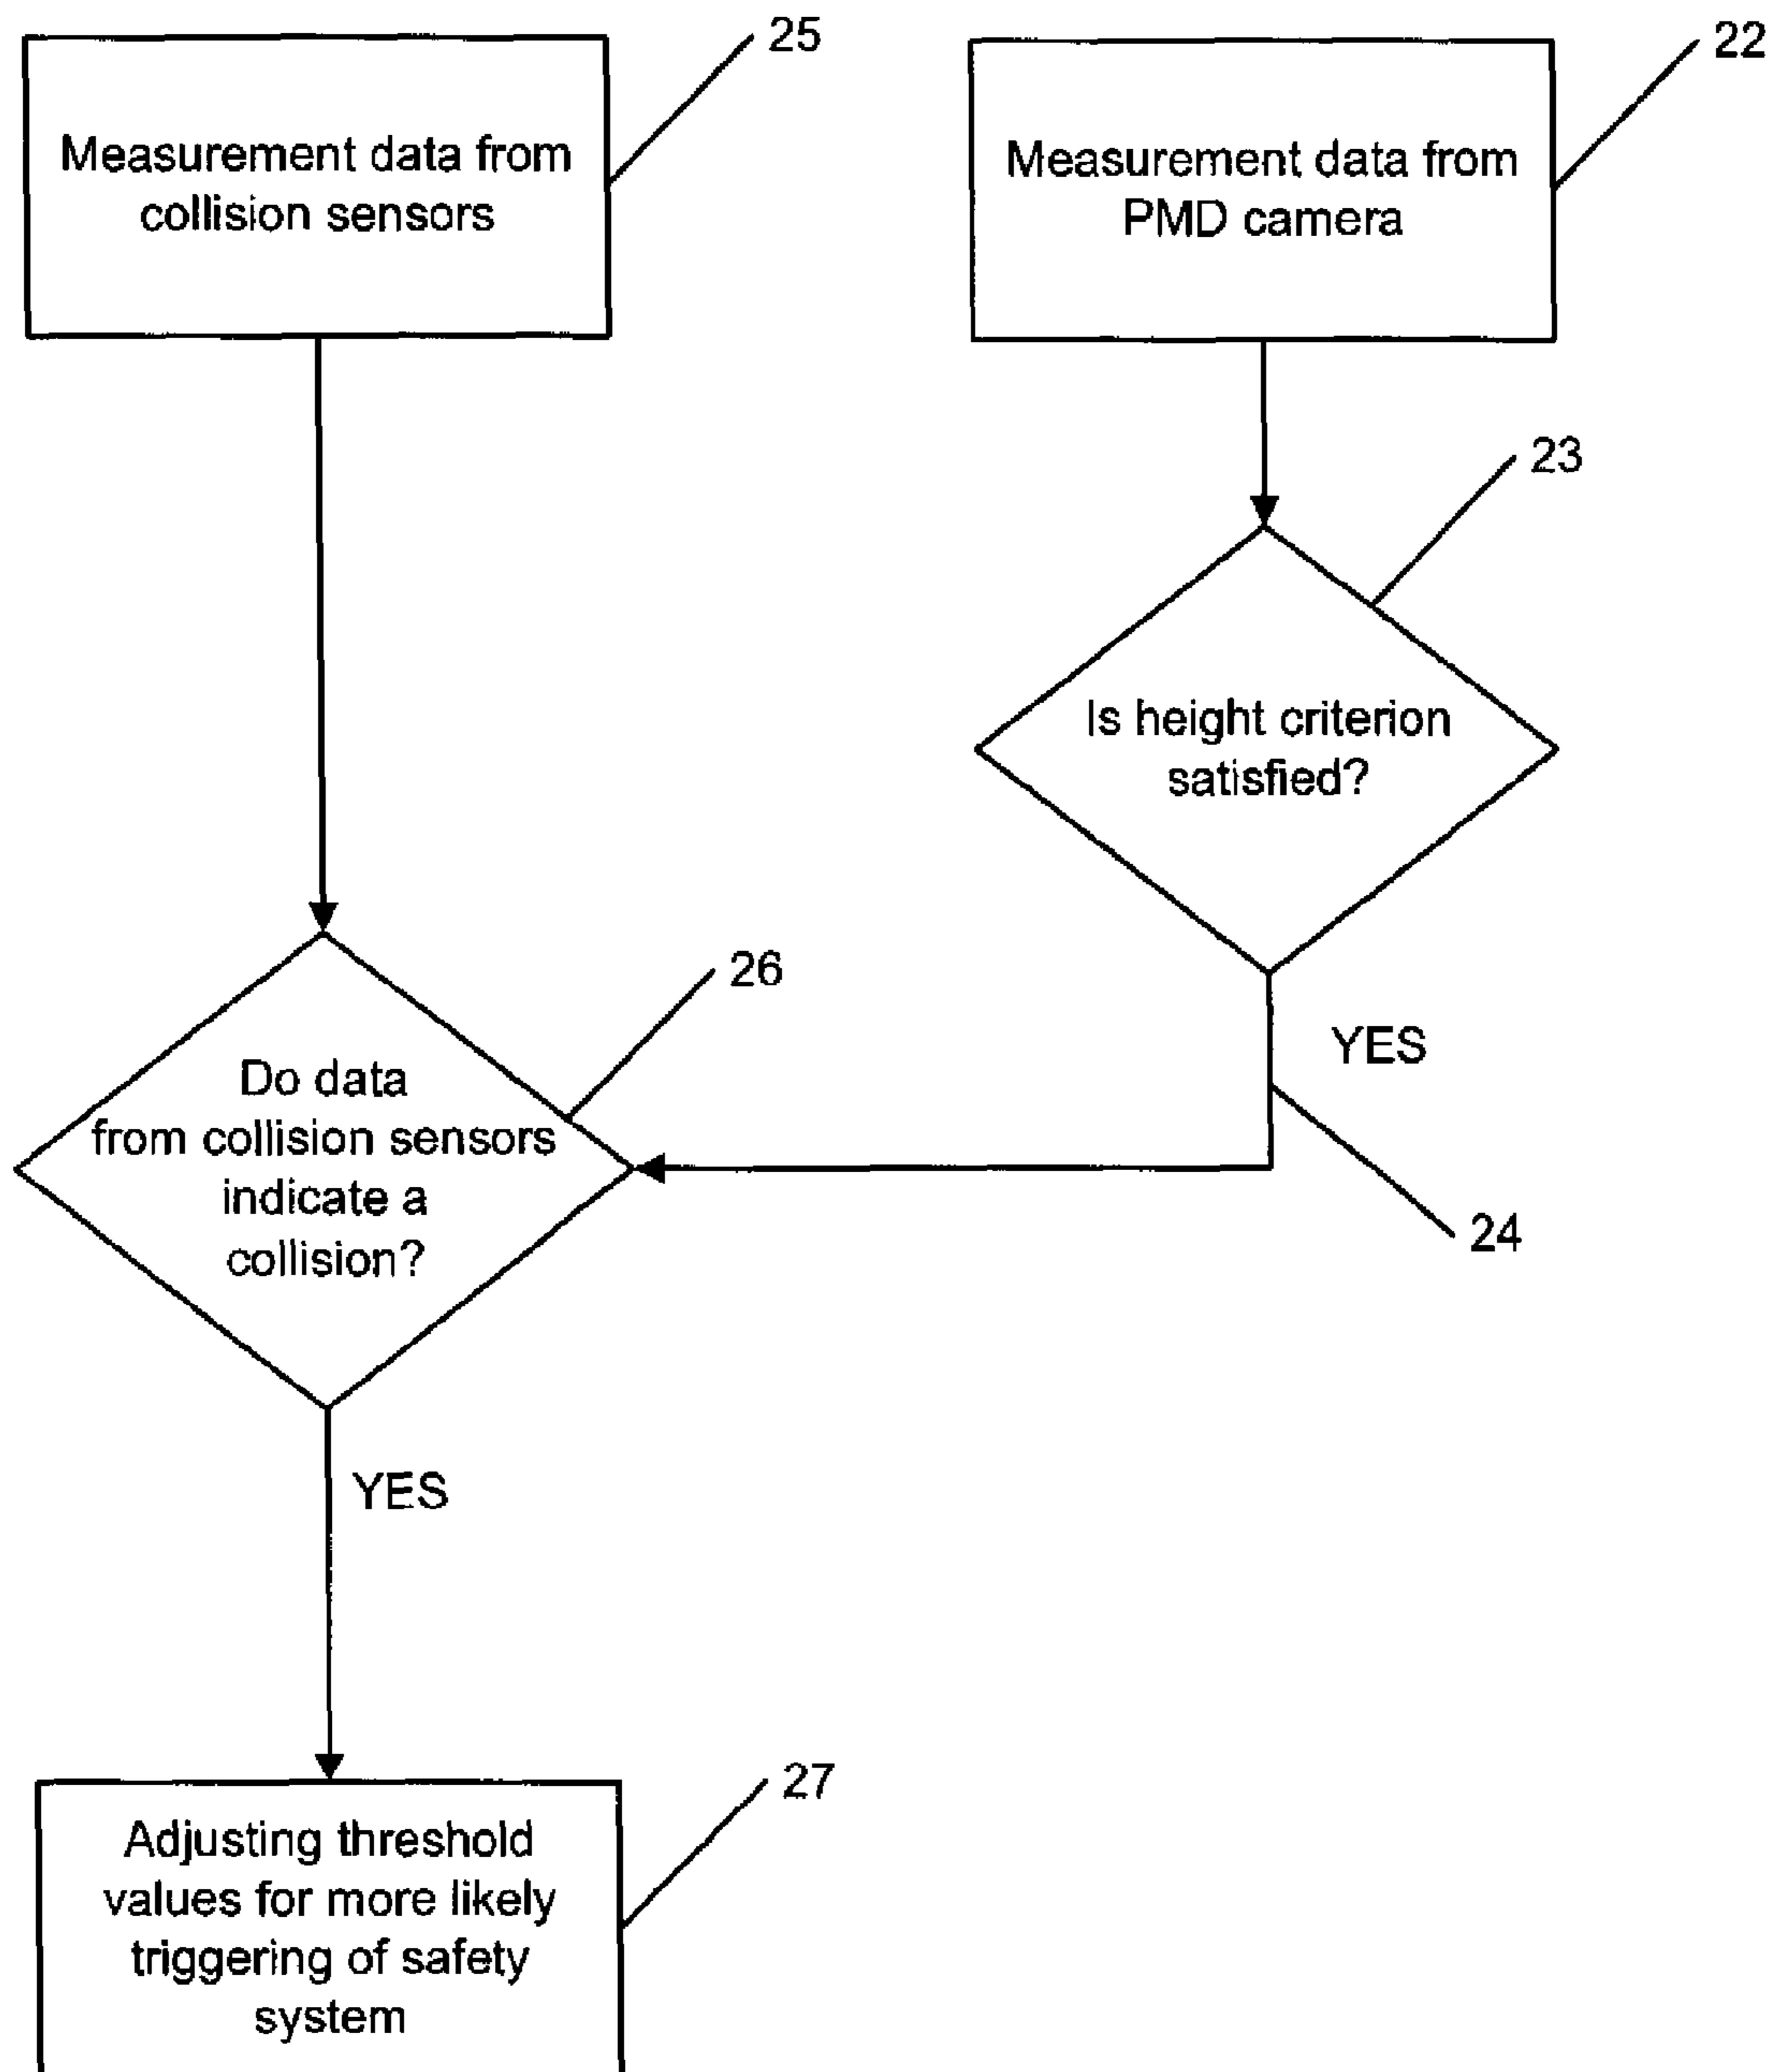 25
Measurement data from
collision sensors
22
Measurement data from
PMD camera
23
Is height criterion
satisfied?
YES
24
26
Do data
from collision sensors
indicate a
collision?
YES
27
Adjusting threshold
values for more likely
triggering of safety
system